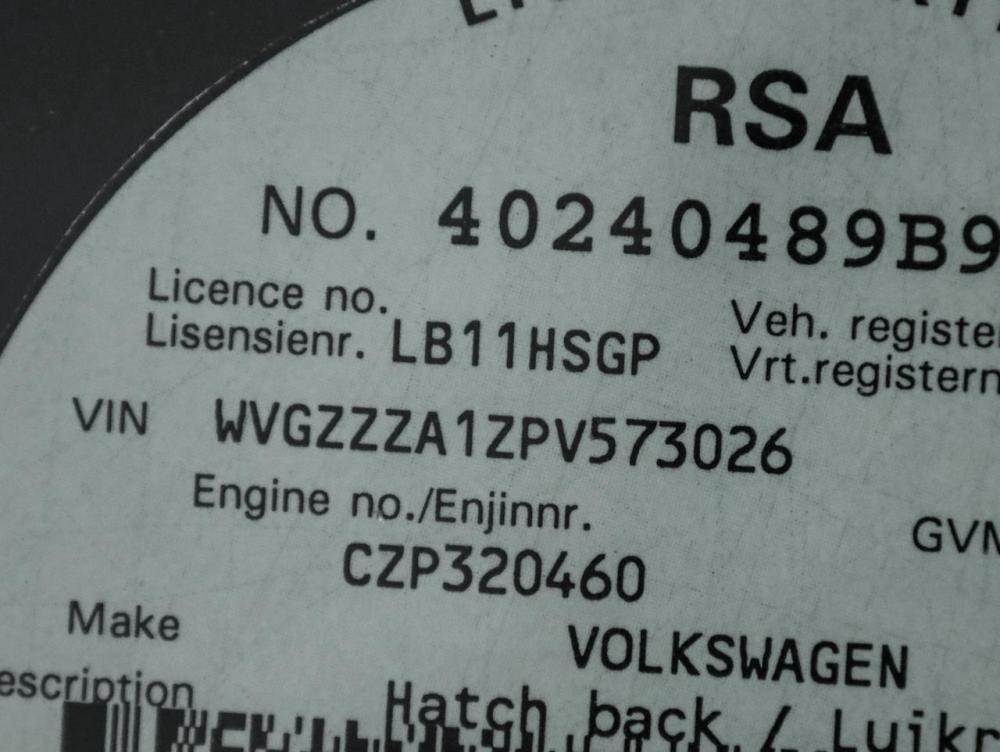 RSA
NO. 40240489B9
Licence no.
Lisensienr. LB11HSGP
Veh. registe
Vrt.registern
VIN WVGZZZA1ZPV573026
Engine no./Enjinnr.
CZP320460
GVM
Make VOLKSWAGEN
escription Hatch back / Luikr